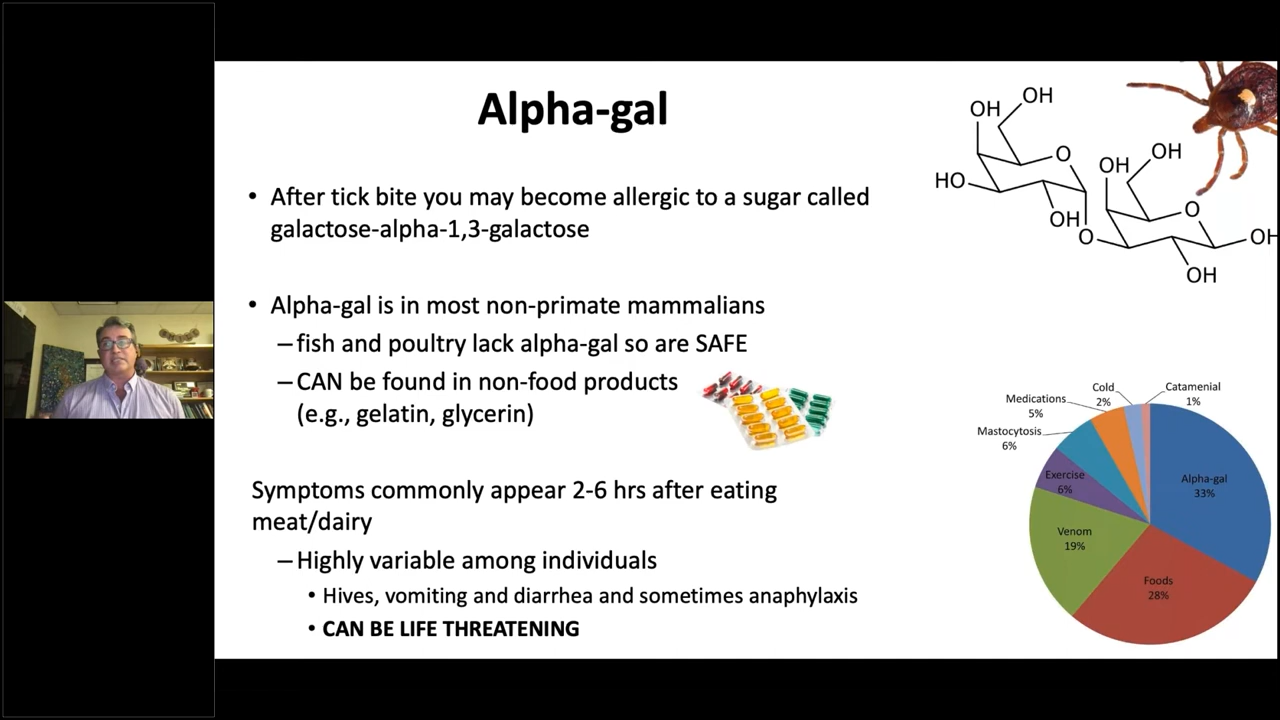 Alpha-gal
• After tick bite you may become allergic to a sugar called
galactose-alpha-1,3-galactose
• Alpha-gal is in most non-primate mammalians
– fish and poultry lack alpha-gal so are SAFE
– CAN be found in non-food products
(e.g., gelatin, glycerin)
Symptoms commonly appear 2-6 hrs after eating
meat/dairy
– Highly variable among individuals
• Hives, vomiting and diarrhea and sometimes anaphylaxis
• CAN BE LIFE THREATENING
OH
OH
O
HO
OH
OH
OH
O
O
OH
OH
Cold
2%
Catamenial
1%
Medications
5%
Mastocytosis
6%
Exercise
6%
Alpha-gal
33%
Venom
19%
Foods
28%